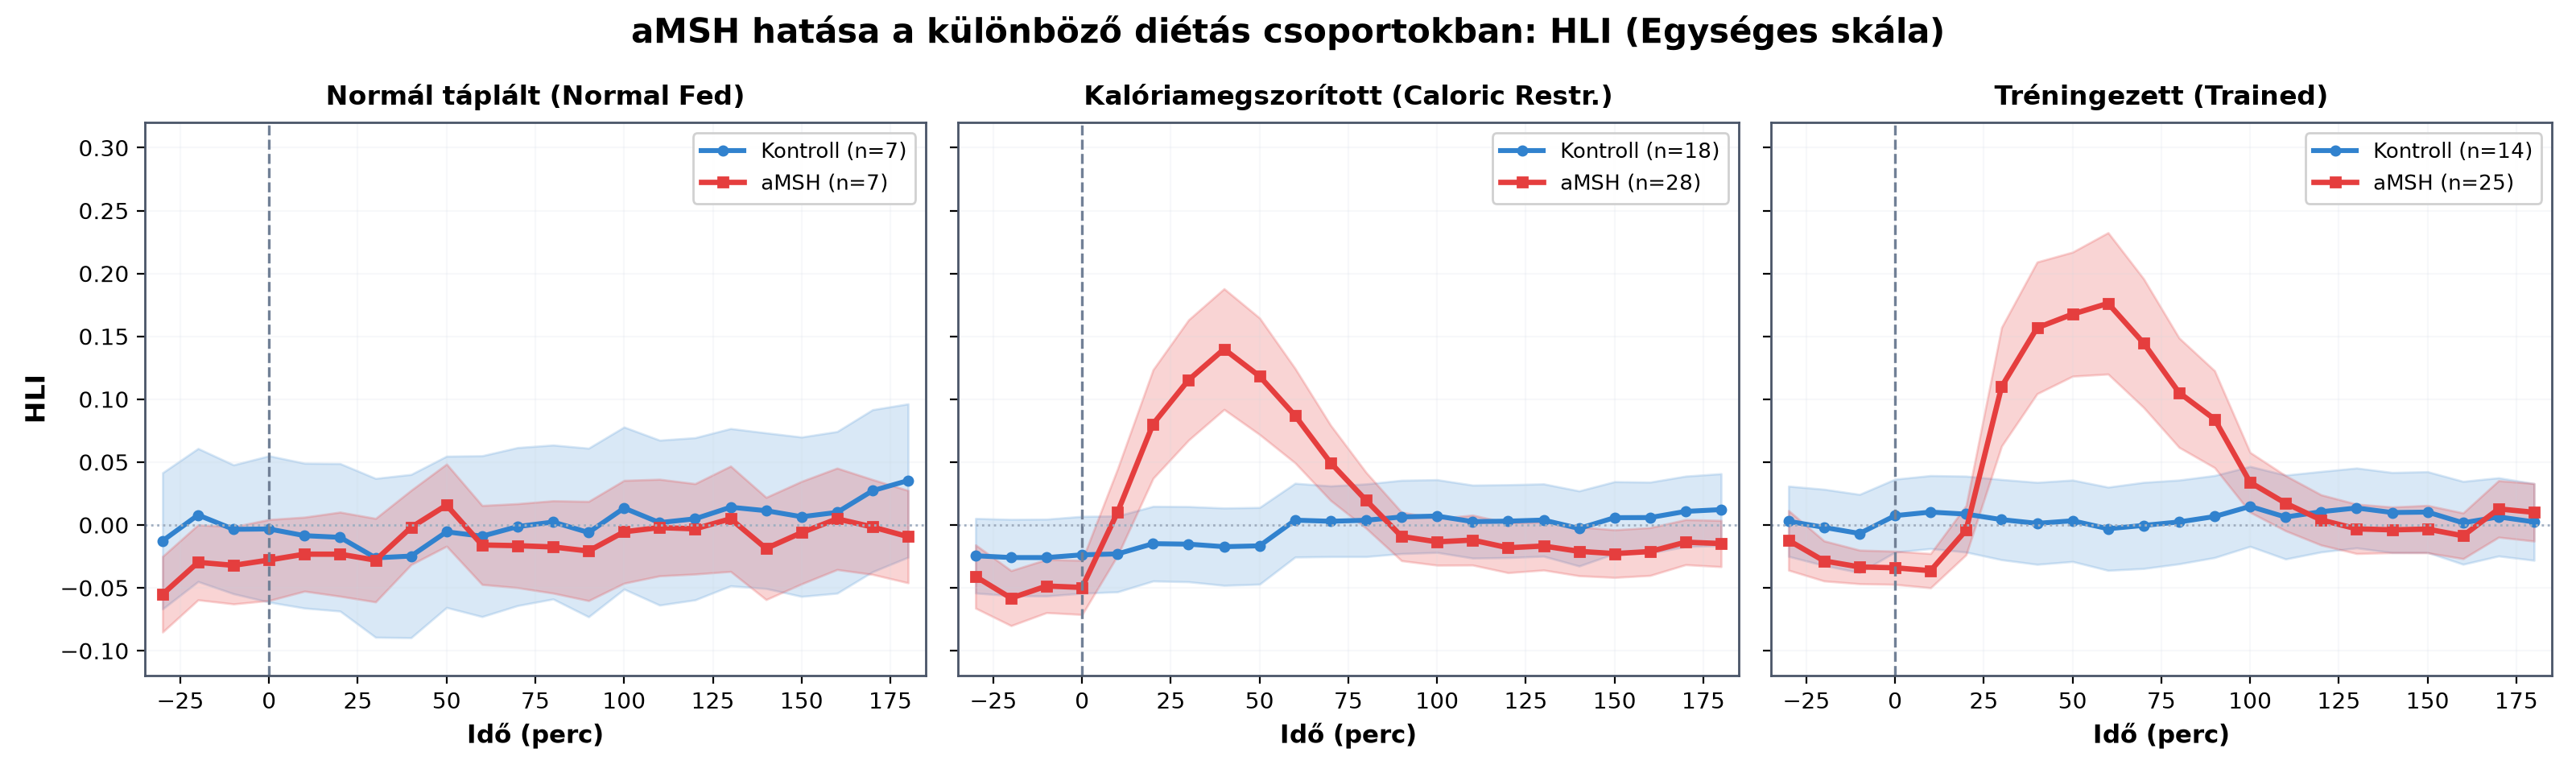 aMSH hatása a különböző diétás csoportokban: HLI (Egységes skála)
Normál táplált (Normal Fed)
Kontroll (n=7)
aMSH (n=7)
HLI
0.30
0.25
0.20
0.15
0.10
0.05
0.00
−0.05
−0.10
−25 0 25 50 75 100 125 150 175
Idő (perc)
Kalóriamegszorított (Caloric Restr.)
Kontroll (n=18)
aMSH (n=28)
−25 0 25 50 75 100 125 150 175
Idő (perc)
Tréningezett (Trained)
Kontroll (n=14)
aMSH (n=25)
−25 0 25 50 75 100 125 150 175
Idő (perc)